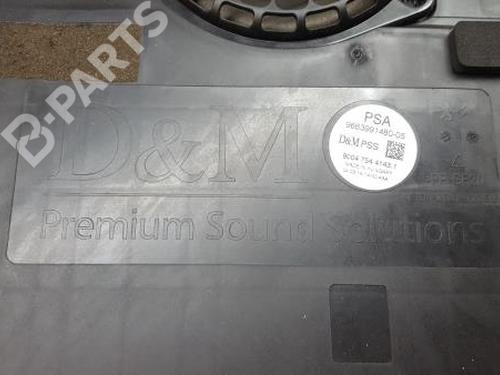 B-PARTS
D&M
Premium Sound Solutions
PSA
9663991480-05
D&M PSS
9004 754 4143.1